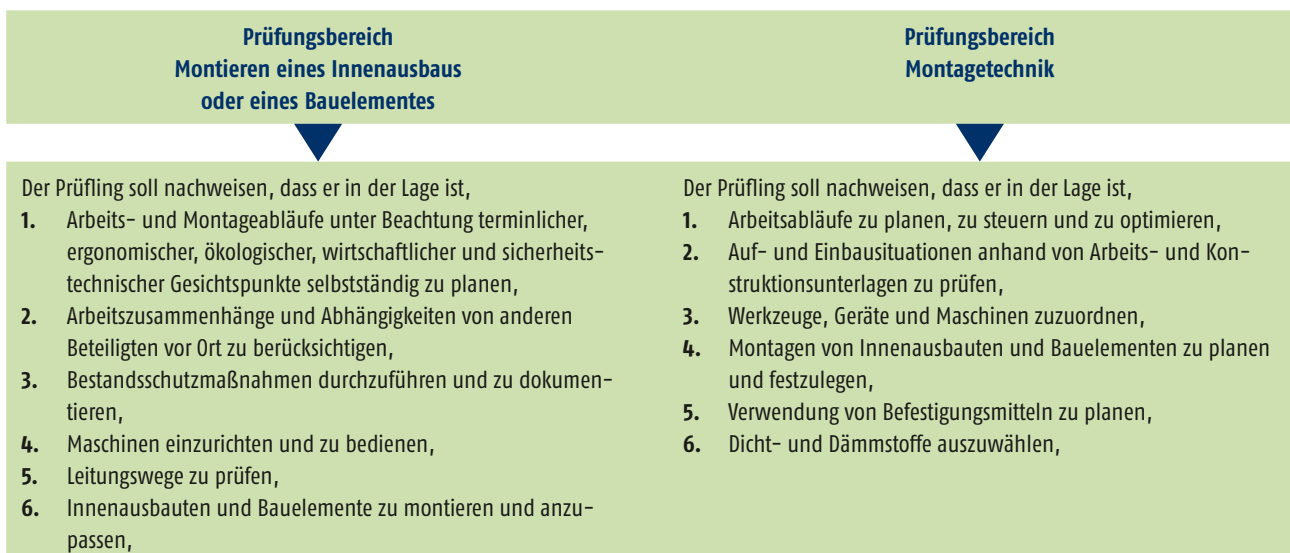 Prüfungsbereich
Montieren eines Innenausbaus
oder eines Bauelementes
Prüfungsbereich
Montagetechnik
Der Prüfling soll nachweisen, dass er in der Lage ist,
1. Arbeits- und Montageabläufe unter Beachtung terminlicher,
ergonomischer, ökologischer, wirtschaftlicher und sicherheits-
technischer Gesichtspunkte selbstständig zu planen,
2. Arbeitszusammenhänge und Abhängigkeiten von anderen
Beteiligten vor Ort zu berücksichtigen,
3. Bestandsschutzmaßnahmen durchzuführen und zu dokumen-
tieren,
4. Maschinen einzurichten und zu bedienen,
5. Leitungswege zu prüfen,
6. Innenausbauten und Bauelemente zu montieren und anzu-
passen,
Der Prüfling soll nachweisen, dass er in der Lage ist,
1. Arbeitsabläufe zu planen, zu steuern und zu optimieren,
2. Auf- und Einbausituationen anhand von Arbeits- und Kon-
struktionsunterlagen zu prüfen,
3. Werkzeuge, Geräte und Maschinen zuzuordnen,
4. Montagen von Innenausbauten und Bauelementen zu planen
und festzulegen,
5. Verwendung von Befestigungsmitteln zu planen,
6. Dicht- und Dämmstoffe auszuwählen,